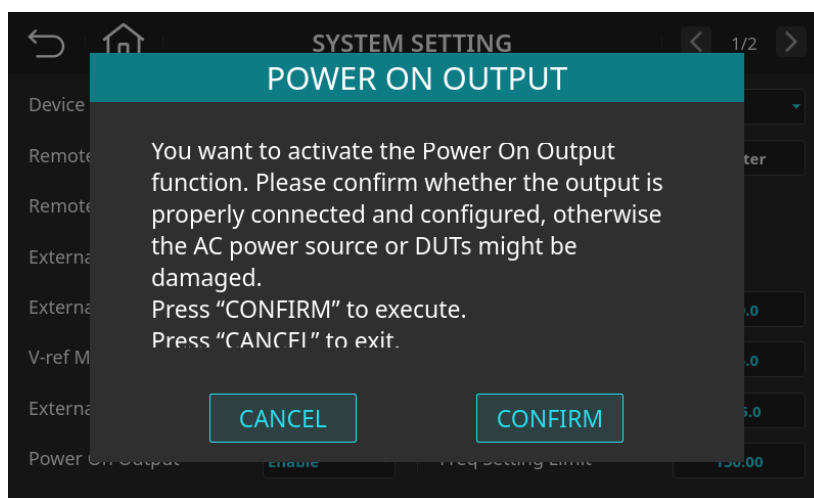 SYSTEM SETTING
1/2
POWER ON OUTPUT
Device
You want to activate the Power On Output
Remote
function. Please confirm whether the output is
Remote
properly connected and configured, otherwise
the AC power source or DUTs might be
Externa
damaged.
Externa
Press “CONFIRM” to execute.
.0
Press “CANCEL” to exit.
V-ref M
.0
Externa
CANCEL
CONFIRM
.0
Power On Output
Enable
Freq Setting Limit
150.00